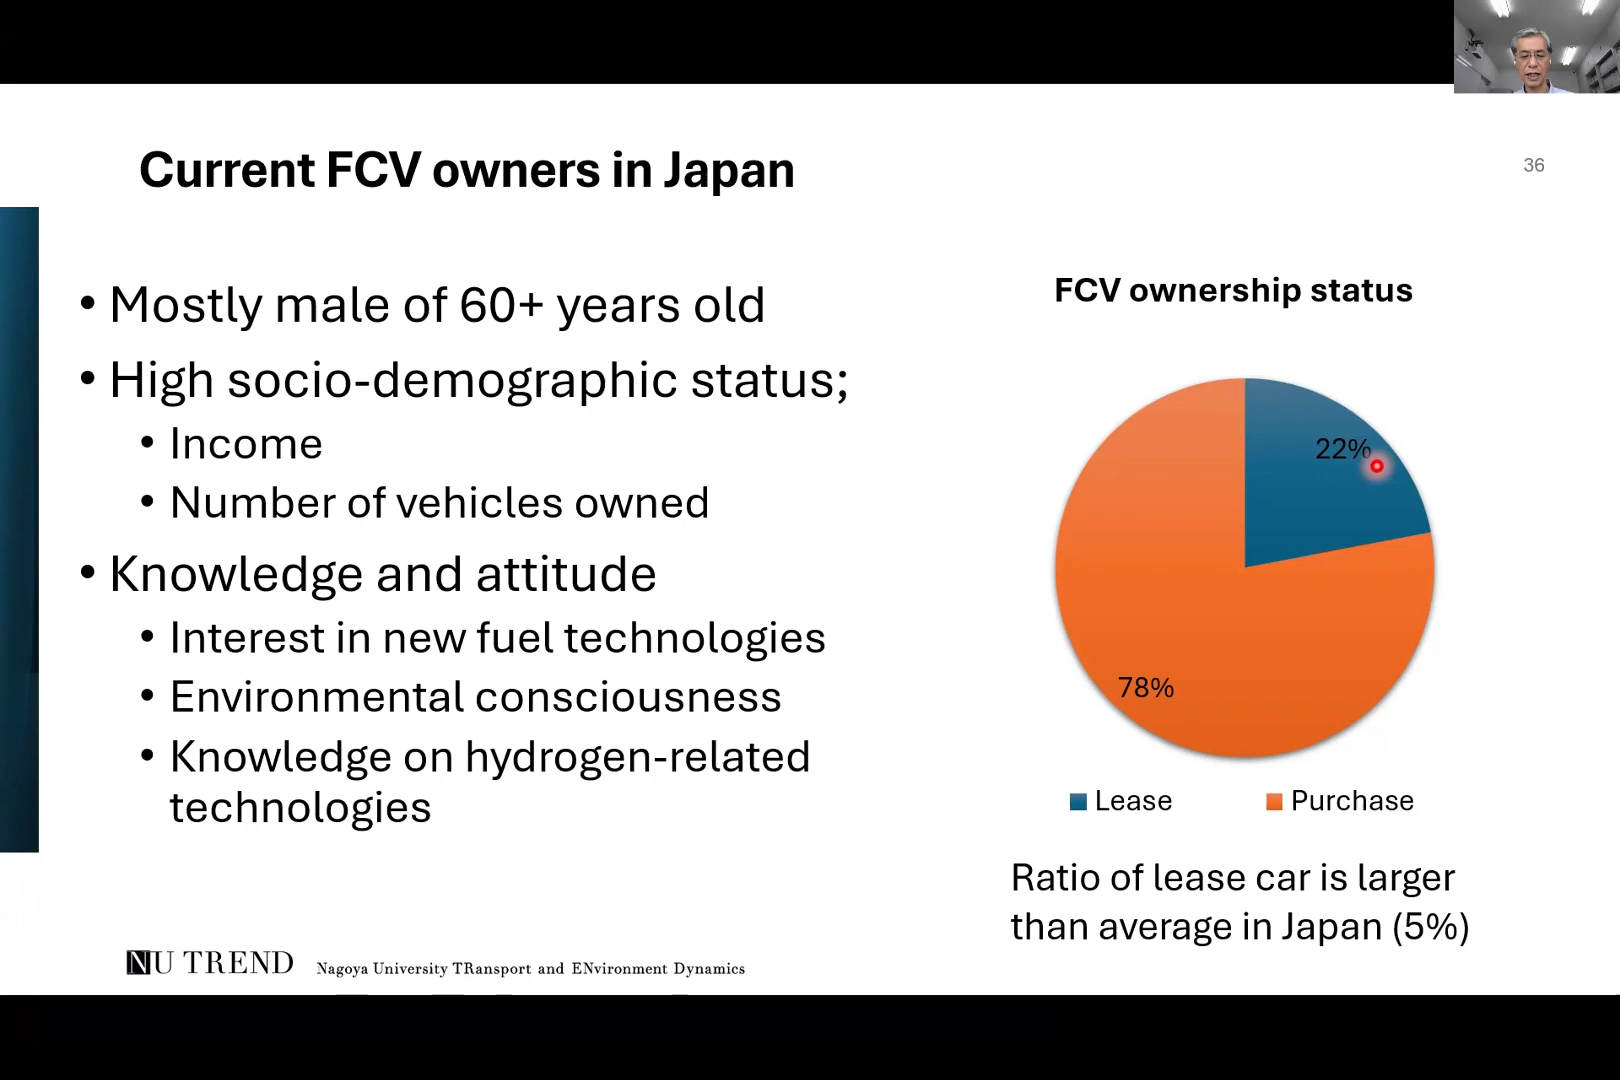 Current FCV owners in Japan
36
• Mostly male of 60+ years old
• High socio-demographic status;
• Income
• Number of vehicles owned
• Knowledge and attitude
• Interest in new fuel technologies
• Environmental consciousness
• Knowledge on hydrogen-related
technologies
FCV ownership status
22%
78%
Lease
Purchase
Ratio of lease car is larger
than average in Japan (5%)
NU TREND Nagoya University TRansport and ENvironment Dynamics